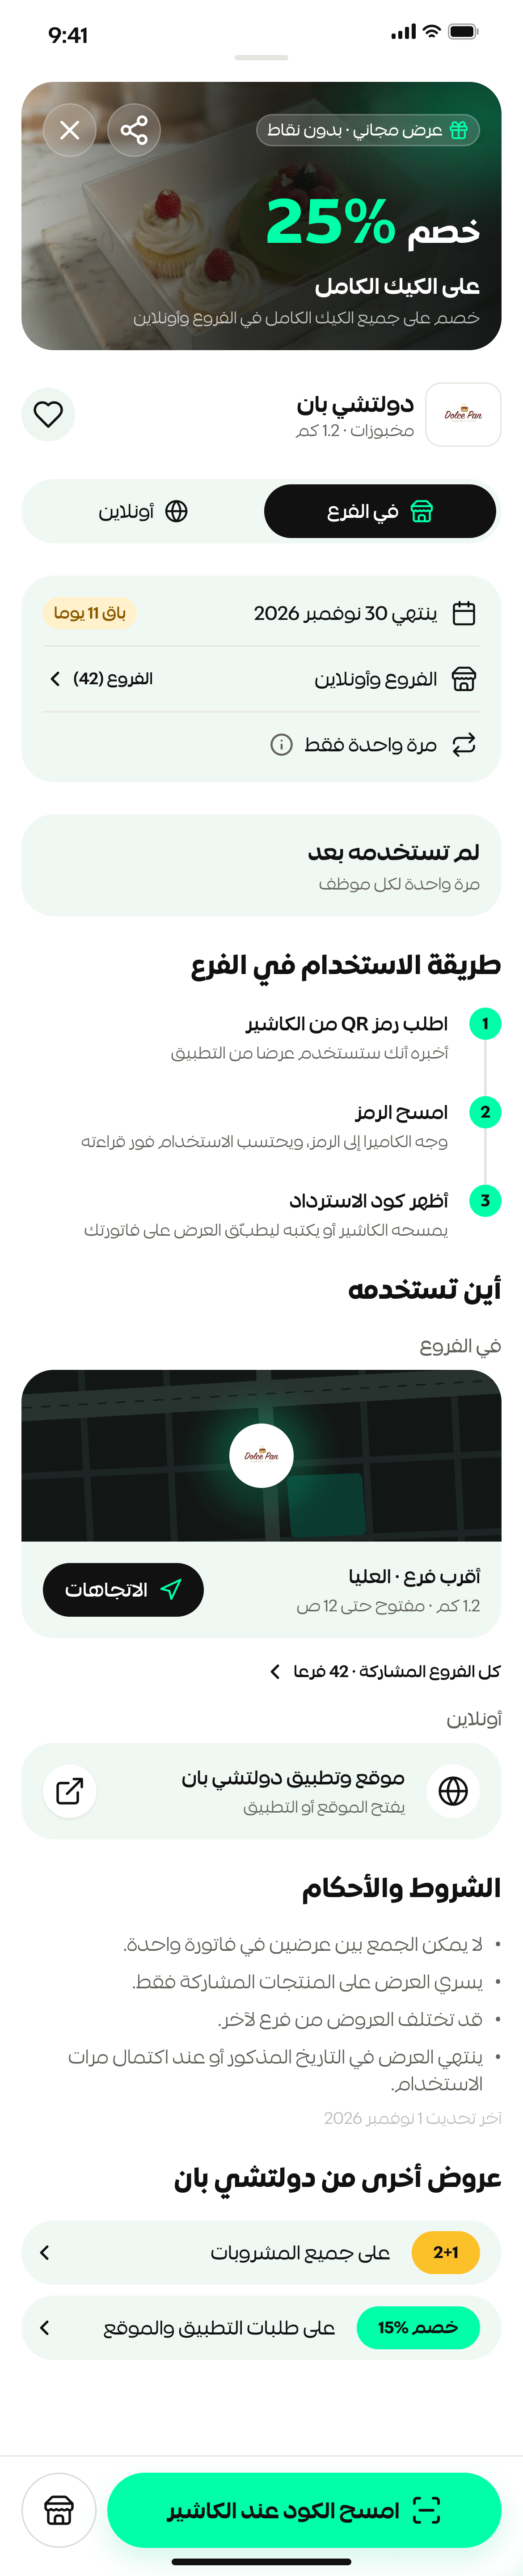 9:41
عرض مجاني · بدون نقاط
خصم 25%
على الكيك الكامل
خصم على جميع الكيك الكامل في الفروع وأونلاين
دولتشي بان
مخبوزات · 1.2 كم
Dolce Pan
في الفرع
أونلاين
ينتهي 30 نوفمبر 2026
باق 11 يوما
الفروع وأونلاين
الفروع (42)
مرة واحدة فقط
لم تستخدمه بعد
مرة واحدة لكل موظف
طريقة الاستخدام في الفرع
1
اطلب رمز QR من الكاشير
أخبره أنك ستستخدم عرضا من التطبيق
2
امسح الرمز
وجه الكاميرا إلى الرمز، ويحتسب الاستخدام فور قراءته
3
أظهر كود الاسترداد
يمسحه الكاشير أو يكتبه ليطبّق العرض على فاتورتك
أين تستخدمه
في الفروع
Dolce Pan
أقرب فرع · العليا
1.2 كم · مفتوح حتى 12 ص
الاتجاهات
كل الفروع المشاركة · 42 فرعا
أونلاين
موقع وتطبيق دولتشي بان
يفتح الموقع أو التطبيق
الشروط والأحكام
• لا يمكن الجمع بين عرضين في فاتورة واحدة.
• يسري العرض على المنتجات المشاركة فقط.
• قد تختلف العروض من فرع لآخر.
• ينتهي العرض في التاريخ المذكور أو عند اكتمال مرات
الاستخدام.
آخر تحديث 1 نوفمبر 2026
عروض أخرى من دولتشي بان
2+1
على جميع المشروبات
خصم 15%
على طلبات التطبيق والموقع
امسح الكود عند الكاشير